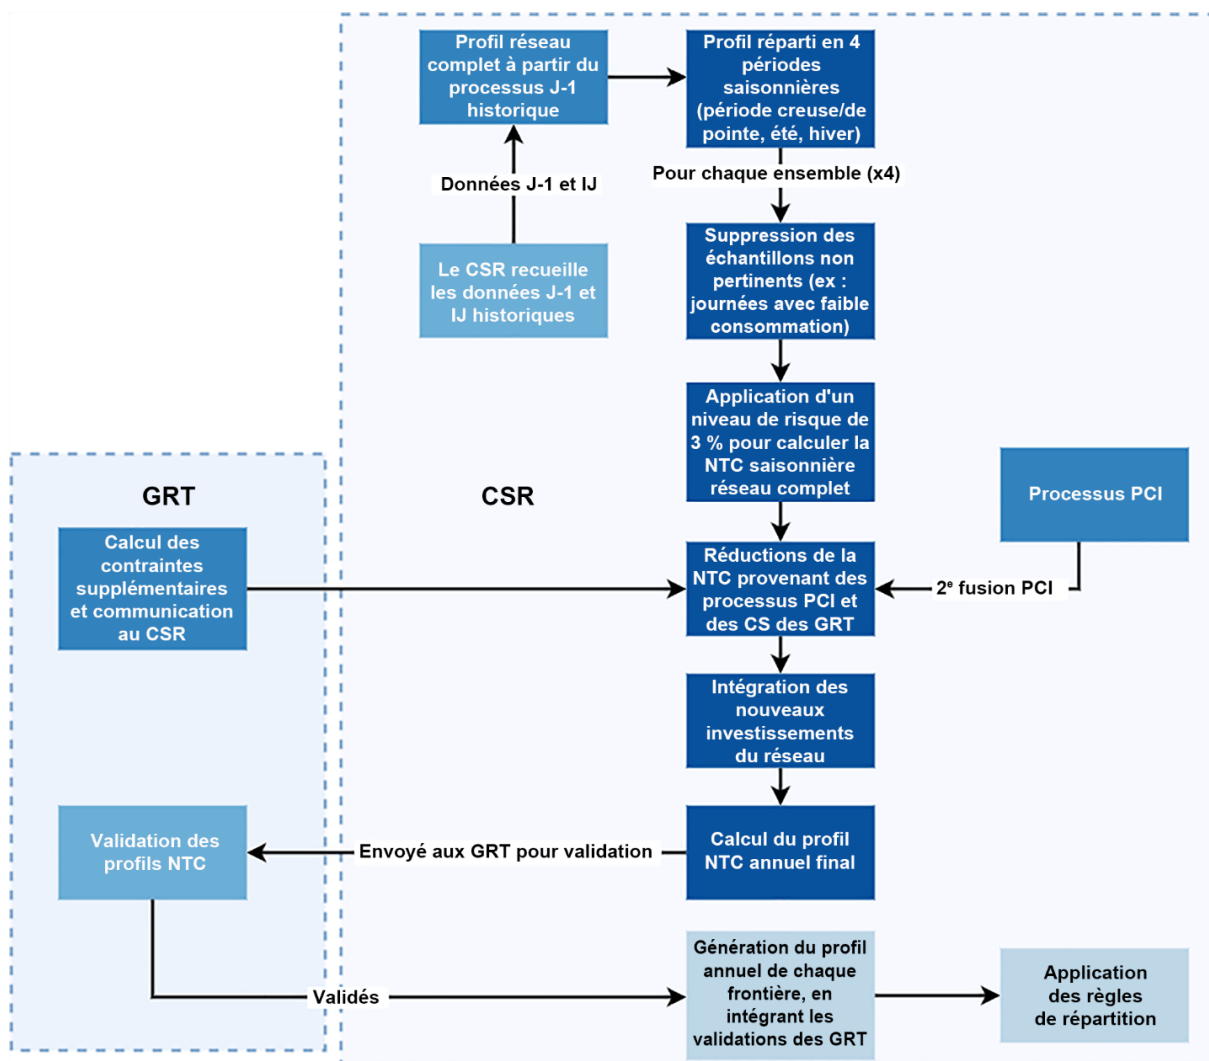 Profil réseau
complet à partir du
processus J-1
historique
Profil réparti en 4
périodes
saisonnières
(période creuse/de
pointe, été, hiver)
Données J-1 et IJ
Pour chaque ensemble (x4)
Le CSR recueille
les données J-1 et
IJ historiques
Suppression des
échantillons non
pertinents (ex :
journées avec faible
consommation)
Application d'un
niveau de risque de
3 % pour calculer la
NTC saisonnière
réseau complet
GRT
CSR
Processus PCI
Calcul des
contraintes
supplémentaires
et communication
au CSR
Réductions de la
NTC provenant des
processus PCI et
des CS des GRT
2e fusion PCI
Intégration des
nouveaux
investissements
du réseau
Validation des
profils NTC
Envoyé aux GRT pour validation
Calcul du profil
NTC annuel final
Validés
Génération du profil
annuel de chaque
frontière, en
intégrant les
validations des GRT
Application
des règles
de répartition